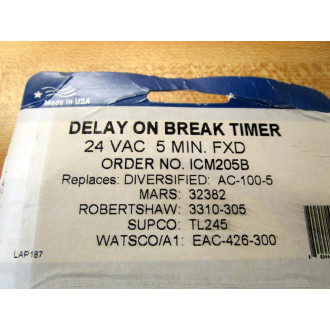 Made in USA
DELAY ON BREAK TIMER
24 VAC 5 MIN. FXD
ORDER NO. ICM205B
Replaces: DIVERSIFIED: AC-100-5
MARS: 32382
ROBERTSHAW: 3310-305
SUPCO: TL245
WATSCO/A1: EAC-426-300
LAP187